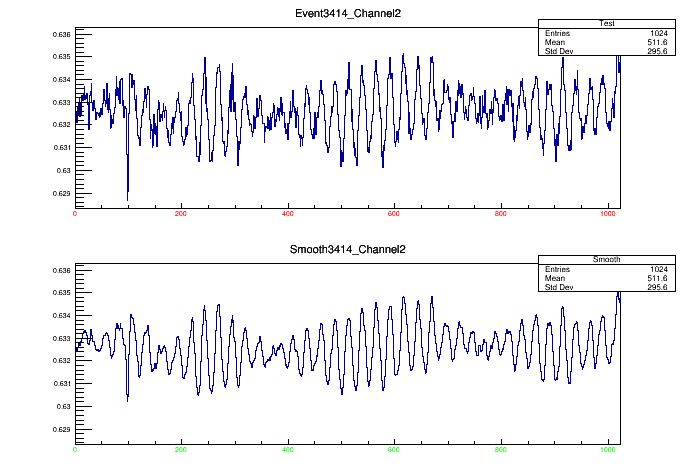 Event3414_Channel2
Test
Entries 1024
Mean 511.6
Std Dev 295.6
0.636
0.635
0.634
0.633
0.632
0.631
0.63
0.629
0 200 400 600 800 1000
Smooth3414_Channel2
Smooth
Entries 1024
Mean 511.6
Std Dev 295.6
0.636
0.635
0.634
0.633
0.632
0.631
0.63
0.629
0 200 400 600 800 1000